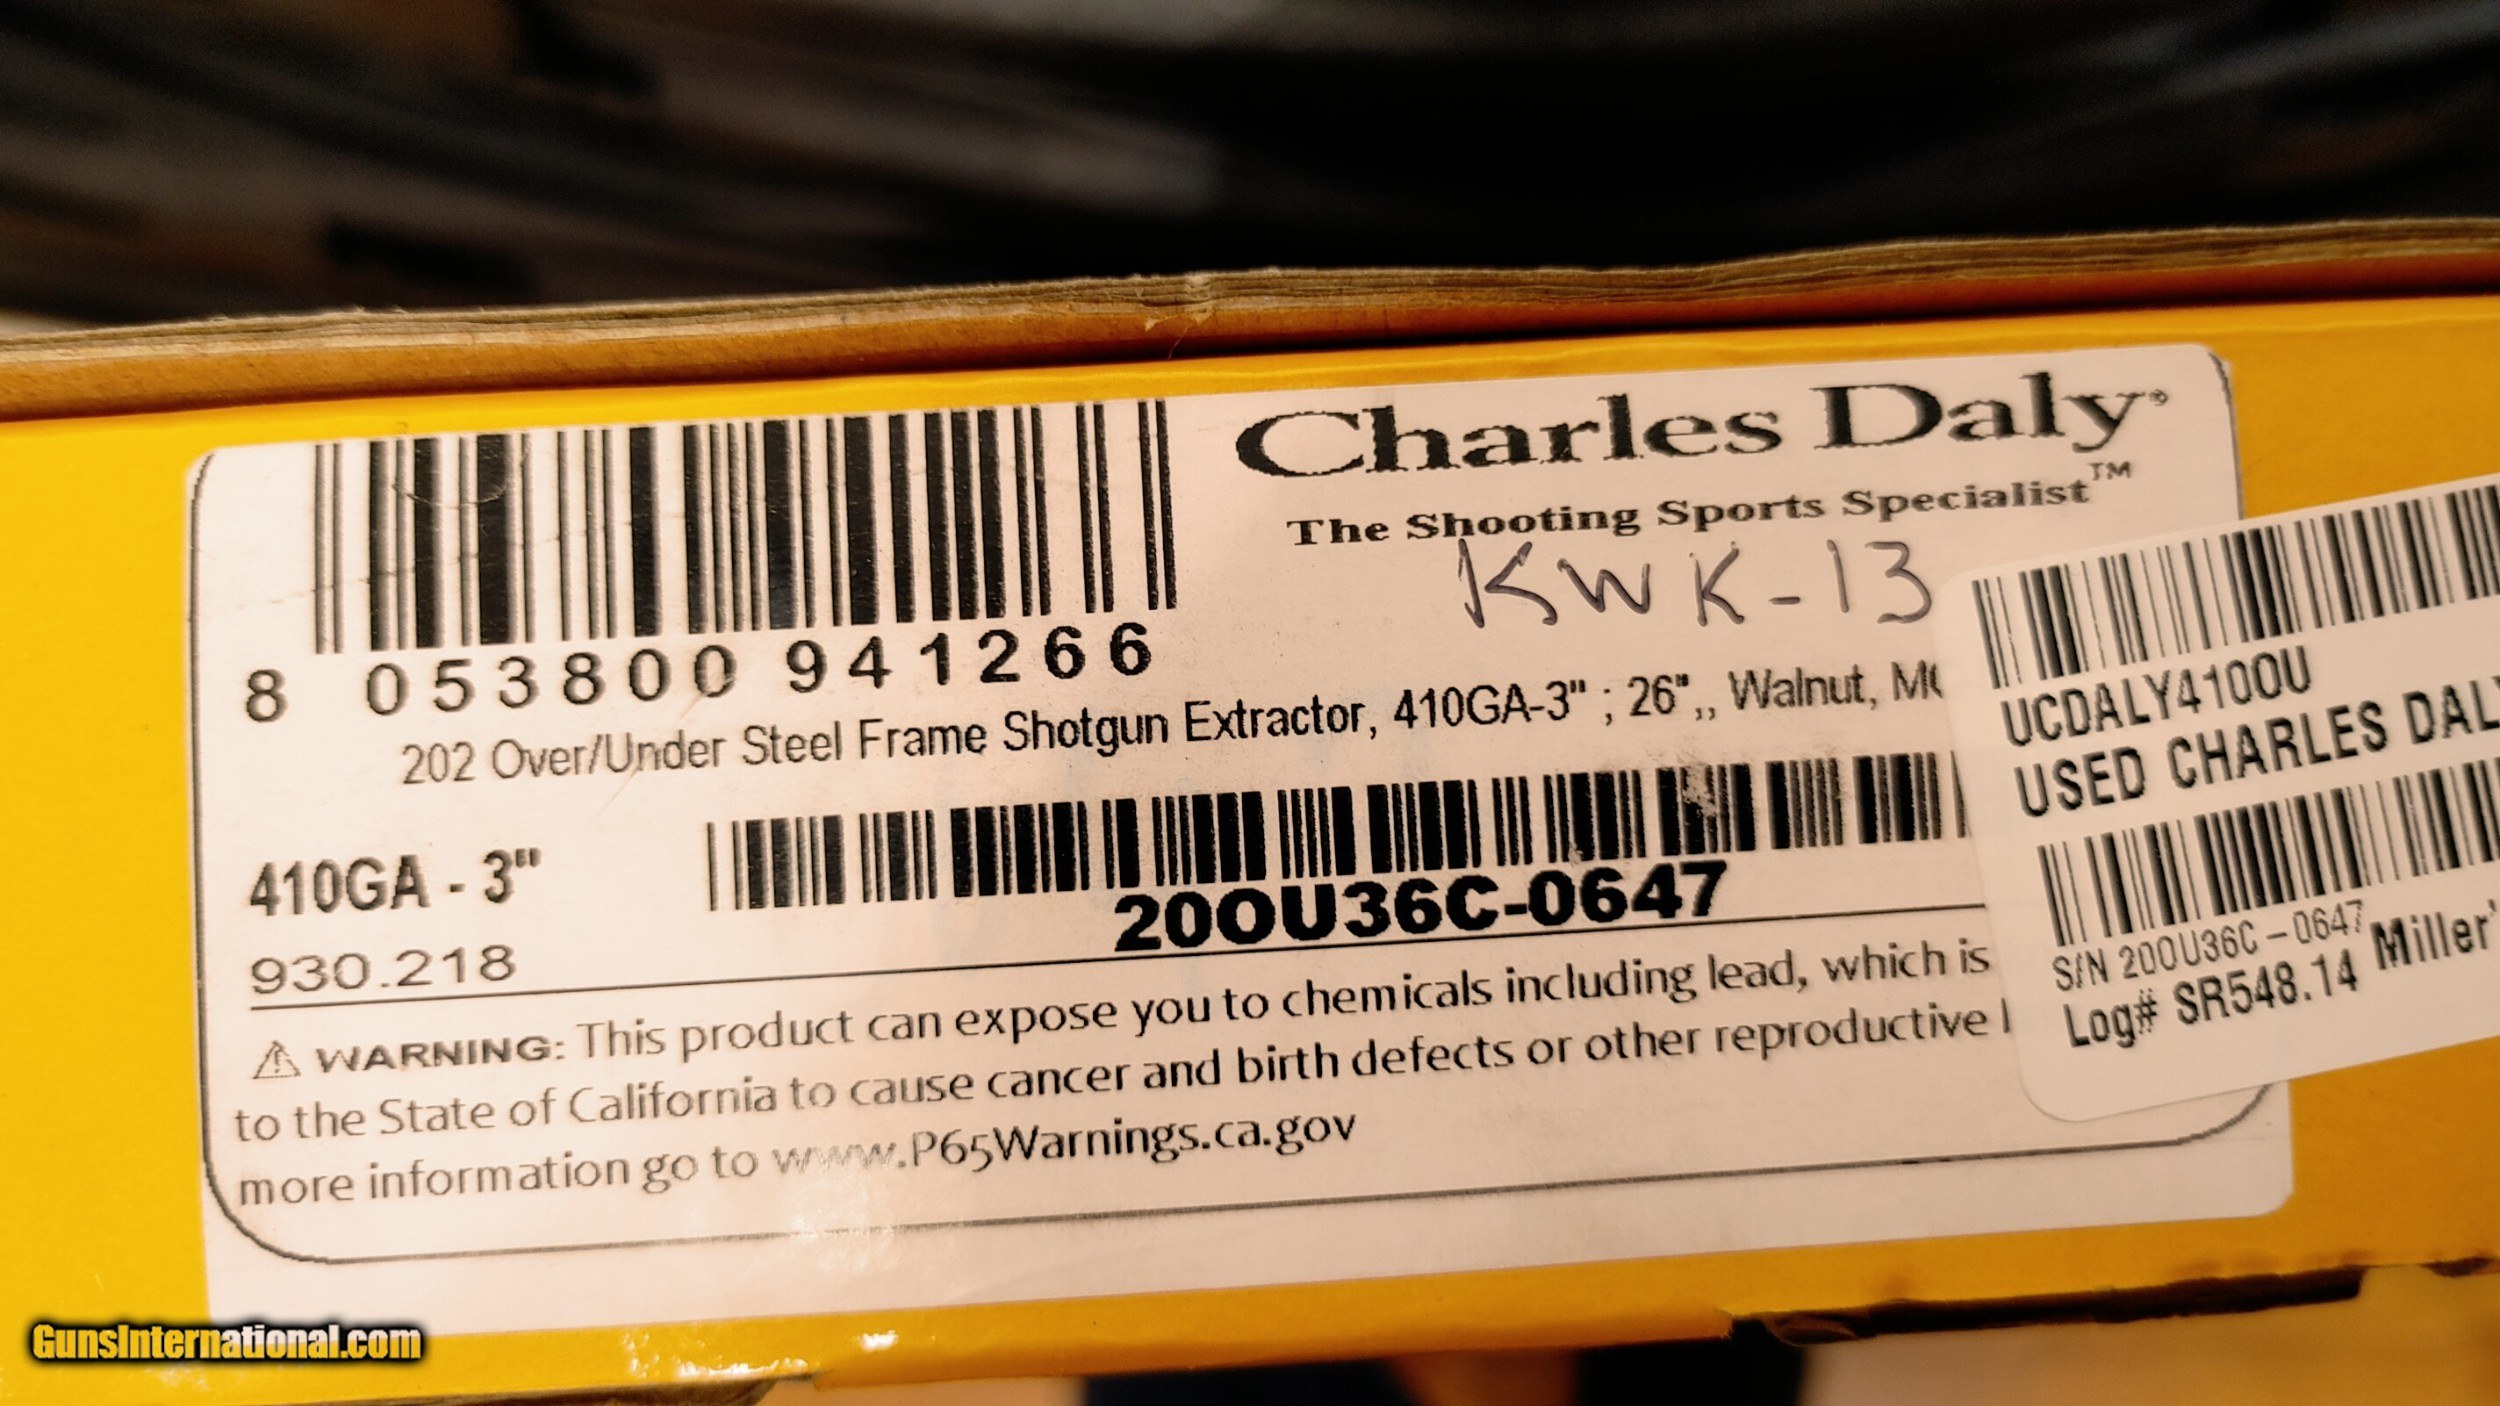 Charles Daly®
The Shooting Sports Specialist™
KWK-13
8 053800 941266
202 Over/Under Steel Frame Shotgun Extractor, 410GA-3" ; 26",, Walnut,
410GA - 3"
930.218
20OU36C-0647
WARNING: This product can expose you to chemicals including lead, which is
to the State of California to cause cancer and birth defects or other reproductive
more information go to www.P65Warnings.ca.gov
UCDALY410OU
USED CHARLES
S/N 20OU36C-0647
Log# SR548.14 Miller'
GunsInternational.com